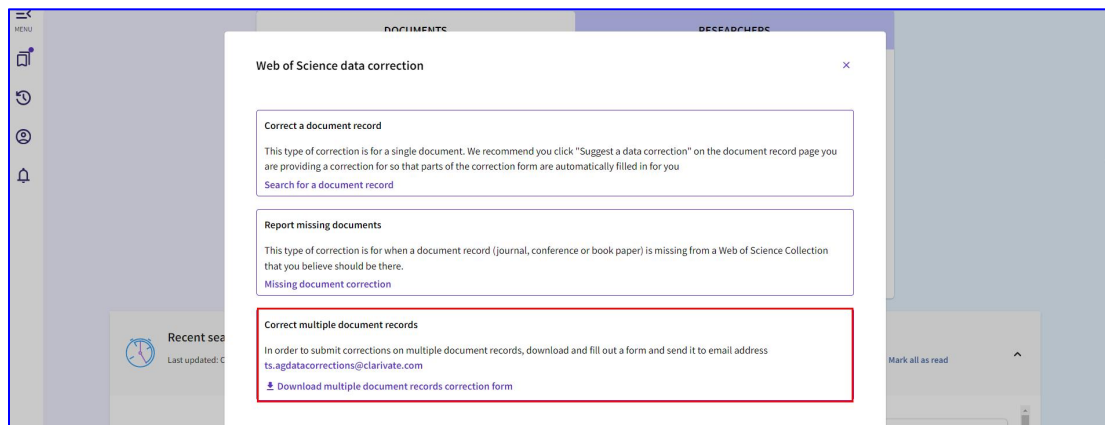 MENU
DOCUMENTS
RESEARCHERS
Web of Science data correction
×
Correct a document record
This type of correction is for a single document. We recommend you click "Suggest a data correction" on the document record page you
are providing a correction for so that parts of the correction form are automatically filled in for you
Search for a document record
Report missing documents
This type of correction is for when a document record (journal, conference or book paper) is missing from a Web of Science Collection
that you believe should be there.
Missing document correction
Correct multiple document records
In order to submit corrections on multiple document records, download and fill out a form and send it to email address
ts.agdatacorrections@clarivate.com
Download multiple document records correction form
Recent sea
Last updated: C
Mark all as read